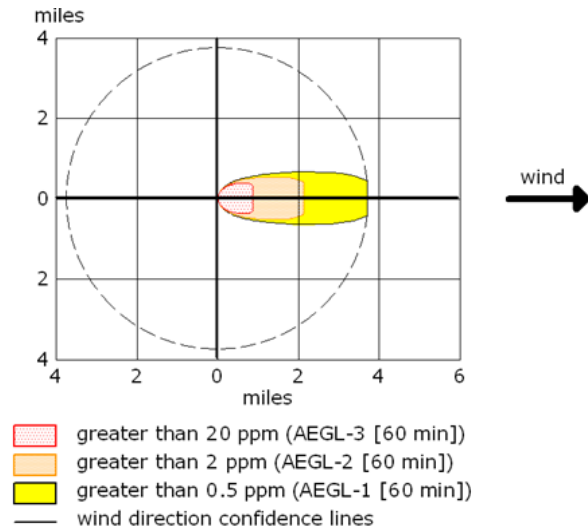 miles
4
2
wind
0
2
4
4 2 0 2 4 6
miles
greater than 20 ppm (AEGL-3 [60 min])
greater than 2 ppm (AEGL-2 [60 min])
greater than 0.5 ppm (AEGL-1 [60 min])
wind direction confidence lines